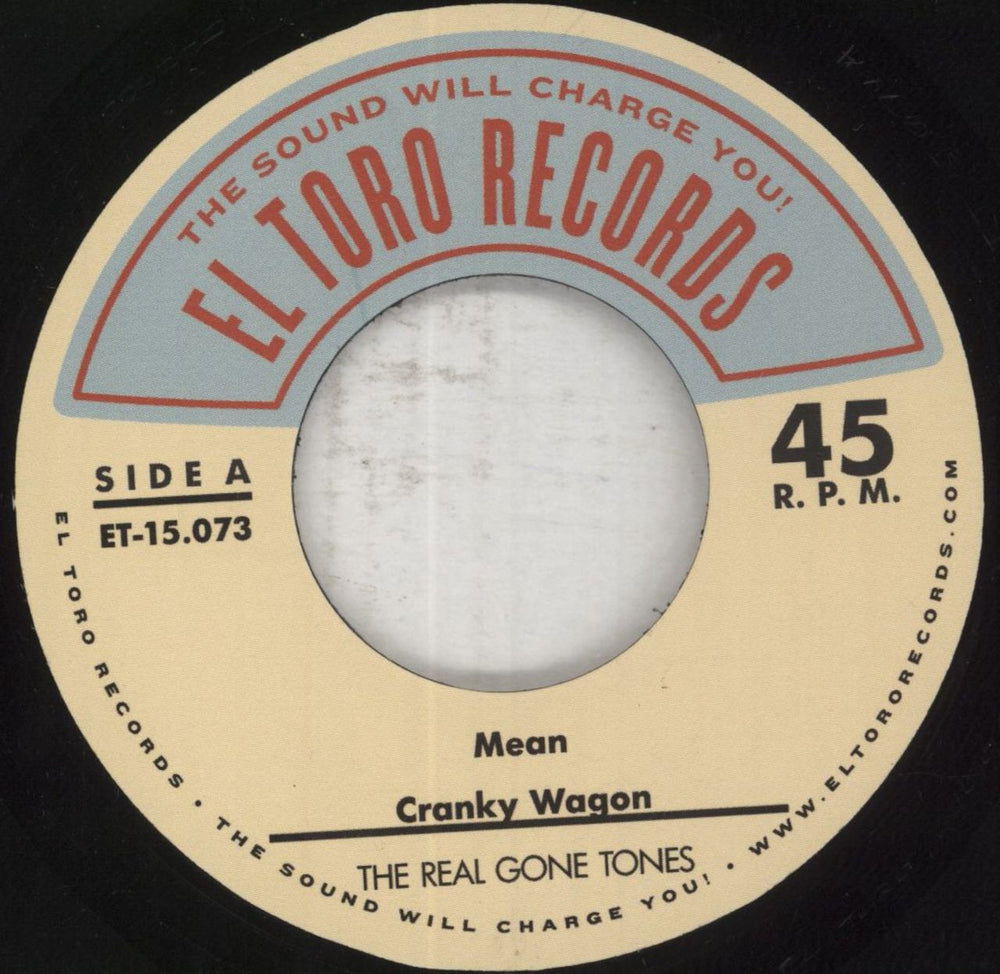 THE SOUND WILL CHARGE YOU!
EL TORO RECORDS
SIDE A
ET-15.073
45
R. P. M.
Mean
Cranky Wagon
THE REAL GONE TONES
EL TORO RECORDS • THE SOUND WILL CHARGE YOU! • WWW.ELTORORECORDS.COM